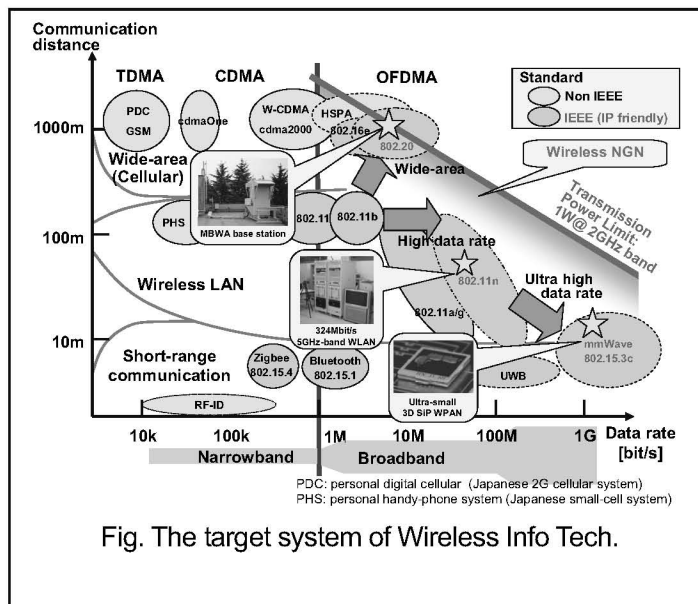 Communication
distance
TDMA
CDMA
OFDMA
Standard
Non IEEE
IEEE (IP friendly)
PDC
GSM
cdmaOne
W-CDMA
cdma2000
HSPA
802.16e
802.20
1000m
Wide-area
(Cellular)
Wide-area
Wireless NGN
Transmission
Power Limit:
1W@ 2GHz band
MBWA base station
PHS
802.11
802.11b
100m
High data rate
802.11n
Wireless LAN
802.11a/g
Ultra high
data rate
324Mbit/s
5GHz-band WLAN
10m
mmWave
802.15.3c
Short-range
communication
Zigbee
802.15.4
Bluetooth
802.15.1
Ultra-small
3D SiP WPAN
UWB
RF-ID
10k
100k
1M
10M
100M
1G
Data rate
[bit/s]
Narrowband
Broadband
PDC: personal digital cellular (Japanese 2G cellular system)
PHS: personal handy-phone system (Japanese small-cell system)
Fig. The target system of Wireless Info Tech.